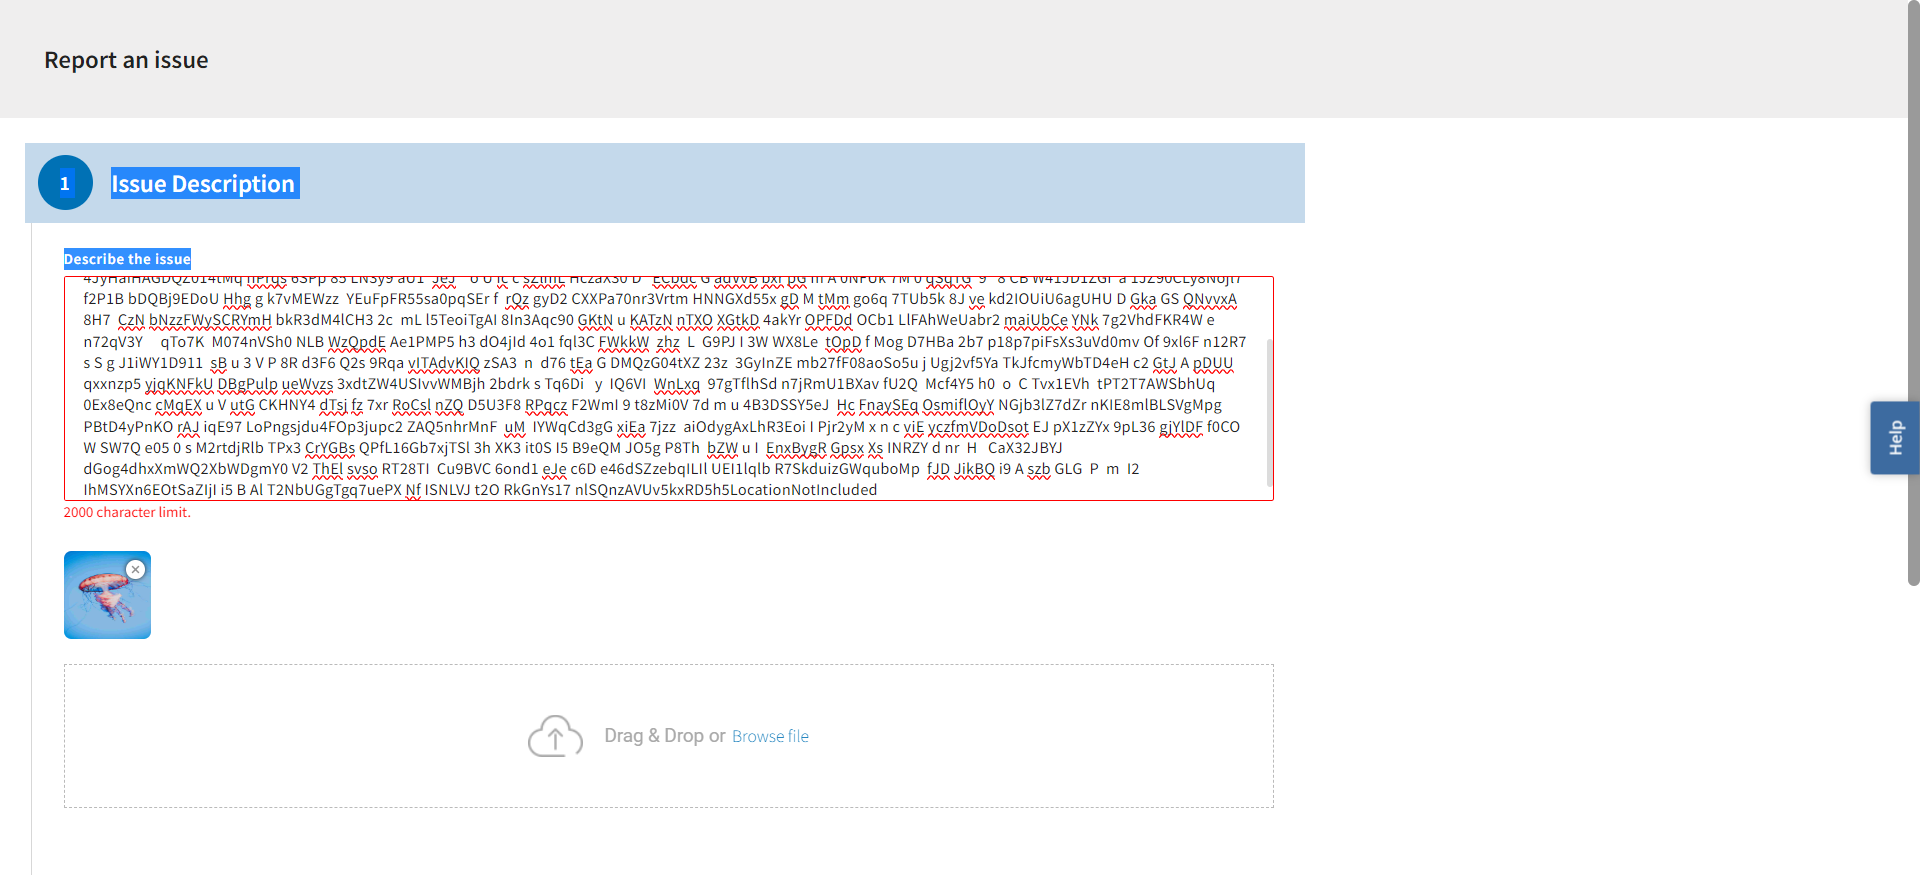 Report an issue
1
Issue Description
Describe the issue
f2P1B bDQBj9EDoU Hhg g k7vMEWzz YEuFpFR55sa0pqSEr f rQz gyD2 CXXPa70nr3Vrtm HNNGXd55x gD M tMm go6q 7TUb5k 8J ve kd2IOUiU6agUHU D Gka GS QNvvxA
8H7 CzN bNzzFWySCRYmH bkR3dM4lCH3 2c mL l5TeoiTgAI 8In3Aqc90 GKtN u KATzN nTXO XGtkD 4akYr OPFDd OCb1 LlFAhWeUabr2 maiUbCe YNk 7g2VhdFKR4W e
n72qV3Y qTo7K M074nVSh0 NLB WzQpdE Ae1PMP5 h3 dO4jId 4o1 fql3C FWkkW zhz L G9PJ I 3W WX8Le tOpD f Mog D7HBa 2b7 p18p7piFsXs3uVd0mv Of 9xl6F n12R7
s S g J1iWY1D911 sB u 3 V P 8R d3F6 Q2s 9Rqa vITAdvKIQ zSA3 n d76 tEa G DMQzG04tXZ 23z 3GyInZE mb27fF08aoSo5u j Ugj2vf5Ya TkJfcmyWbTD4eH c2 GtJ A pDUU
qxxnzp5 yjqKNFkU DBgPulp ueWvzs 3xdtZW4USIvvWMBjh 2bdrk s Tq6Di y IQ6VI WnLxq 97gTflhSd n7jRmU1BXav fU2Q Mcf4Y5 h0 o C Tvx1EVh tPT2T7AWSbhUq
0Ex8eQnc cMqEX u V utG CKHNY4 dTsj fz 7xr RoCsl nZQ D5U3F8 RPqcz F2WmI 9 t8zMi0V 7d m u 4B3DSSY5eJ Hc FnaySEq OsmiflOyY NGjb3lZ7dZr nKIE8mlBLSVgMpg
PBtD4yPnKO rAJ iqE97 LoPngsjdu4FOp3jupc2 ZAQ5nhrMnF uM IYWqCd3gG xiEa 7jzz aiOdygAxLhR3Eoi I Pjr2yM x n c viE yczfmVDoDsot EJ pX1zZYx 9pL36 gjYlDF f0CO
W SW7Q e05 0 s M2rtdjRlb TPx3 CrYGBs QPfL16Gb7xjTSl 3h XK3 it0S I5 B9eQM JO5g P8Th bZW u I EnxBygR Gpsx Xs INRZY d nr H CaX32JBYJ
dGog4dhxXmWQ2XbWDgmY0 V2 ThEl svso RT28TI Cu9BVC 6ond1 eJe c6D e46dSZzebqILIl UEI1Iqlb R7SkduizGWquboMp fJD JikBQ i9 A szb GLG P m I2
IhMSYXn6EOtSaZIjI i5 B Al T2NbUGgTgq7uePX Nf ISNLVJ t2O RkGnYs17 nlSQnzAVUv5kxRD5h5LocationNotIncluded
2000 character limit.
Drag & Drop or Browse file
Help